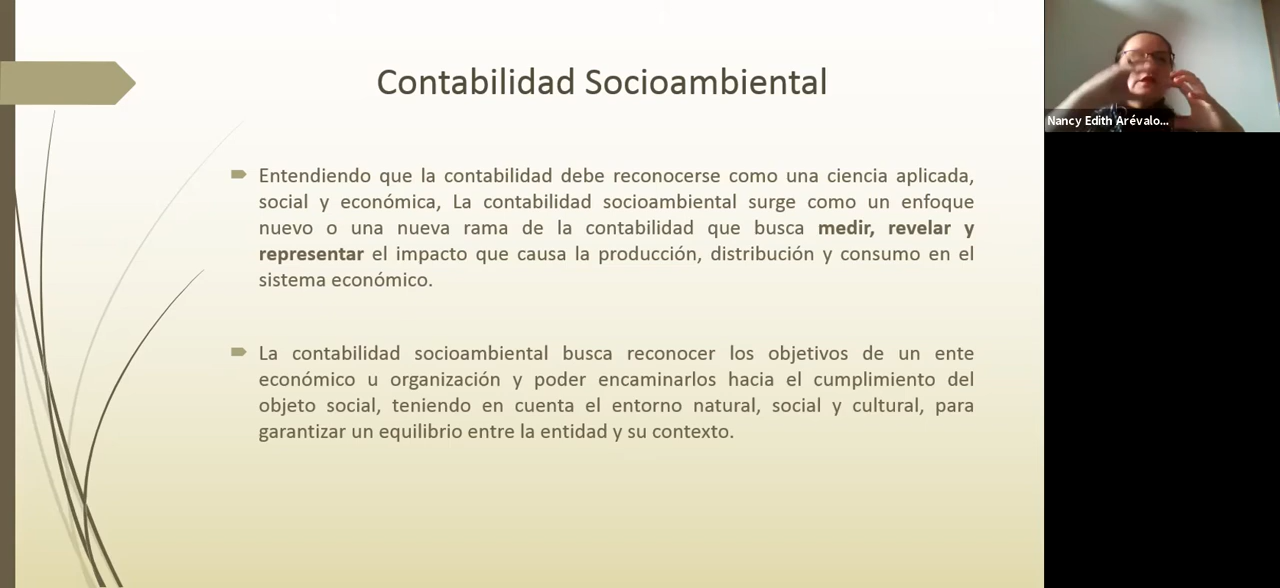 Contabilidad Socioambiental
Nancy Edith Arévalo...
Entendiendo que la contabilidad debe reconocerse como una ciencia aplicada,
social y económica, La contabilidad socioambiental surge como un enfoque
nuevo o una nueva rama de la contabilidad que busca medir, revelar y
representar el impacto que causa la producción, distribución y consumo en el
sistema económico.
La contabilidad socioambiental busca reconocer los objetivos de un ente
económico u organización y poder encaminarlos hacia el cumplimiento del
objeto social, teniendo en cuenta el entorno natural, social y cultural, para
garantizar un equilibrio entre la entidad y su contexto.